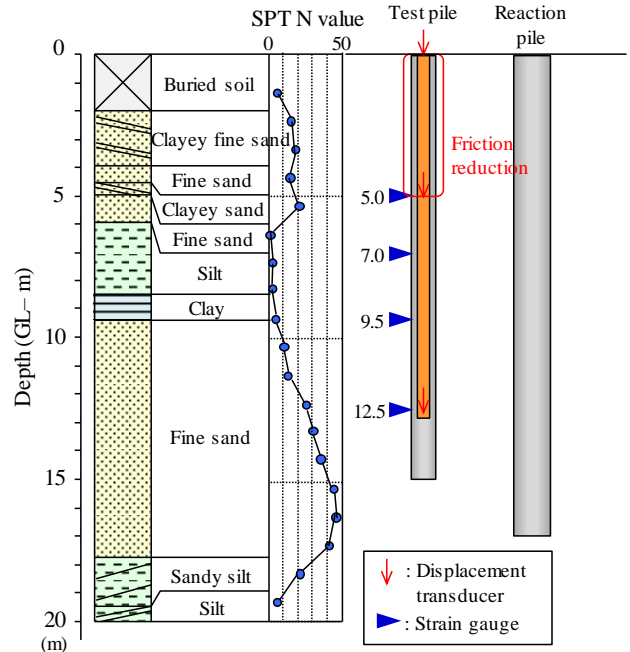 SPT N value
Test pile
Reaction
pile
0
50
0
5
10
15
20
(m)
Depth (GL– m)
Buried soil
Clayey fine sand
Fine sand
Clayey sand
Fine sand
Silt
Clay
Fine sand
Sandy silt
Silt
Friction
reduction
5.0
7.0
9.5
12.5
: Displacement
transducer
: Strain gauge